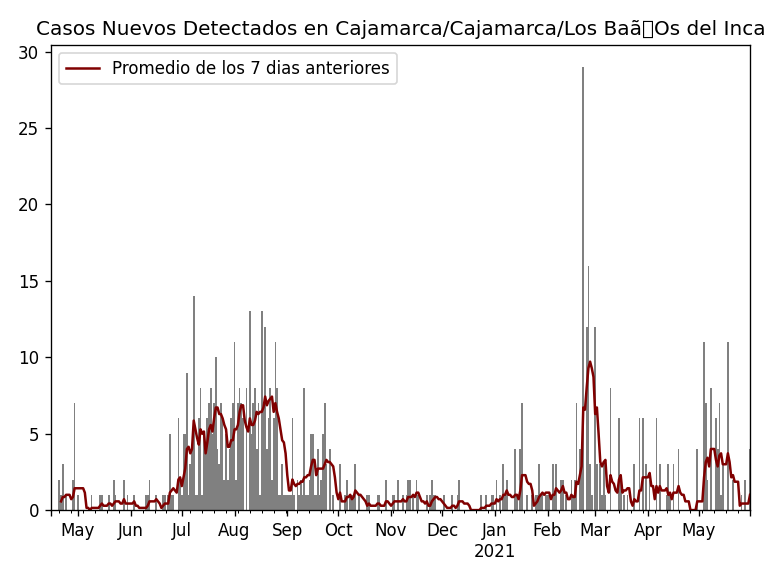 Casos Nuevos Detectados en Cajamarca/Cajamarca/Los Baã▯Os del Inca
Promedio de los 7 dias anteriores
30
25
20
15
10
5
0
May Jun Jul Aug Sep Oct Nov Dec Jan Feb Mar Apr May
2021